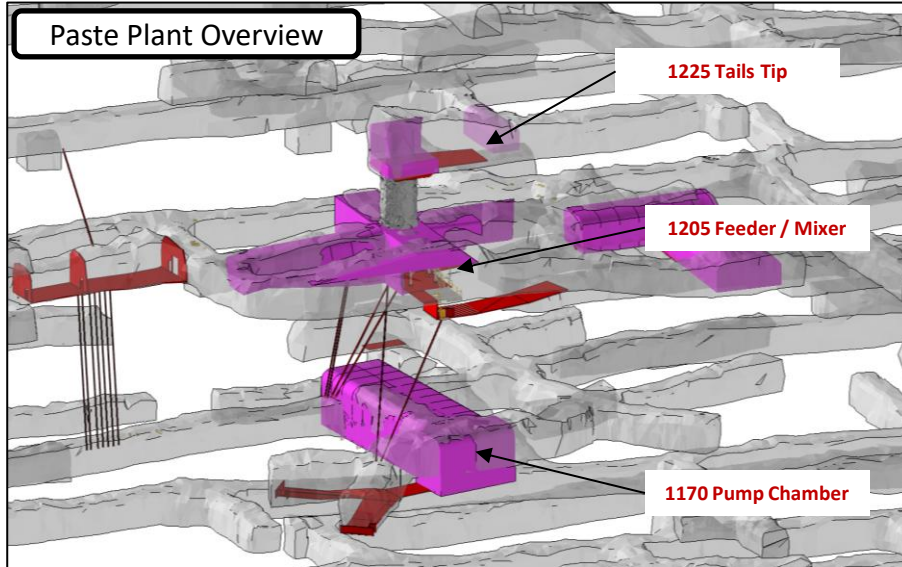 Paste Plant Overview
1225 Tails Tip
1205 Feeder / Mixer
1170 Pump Chamber